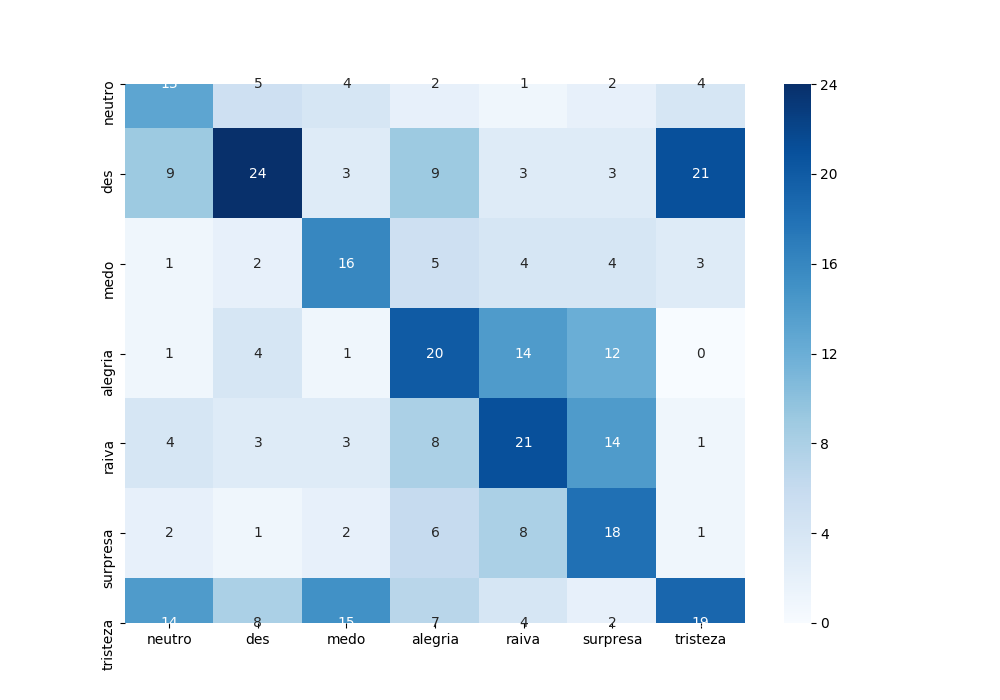 neutro 13 5 4 2 1 2 4
des 9 24 3 9 3 3 21
medo 1 2 16 5 4 4 3
alegria 1 4 1 20 14 12 0
raiva 4 3 3 8 21 14 1
surpresa 2 1 2 6 8 18 1
tristeza 14 8 15 7 4 2 19
neutro des medo alegria raiva surpresa tristeza
24
20
16
12
8
4
0